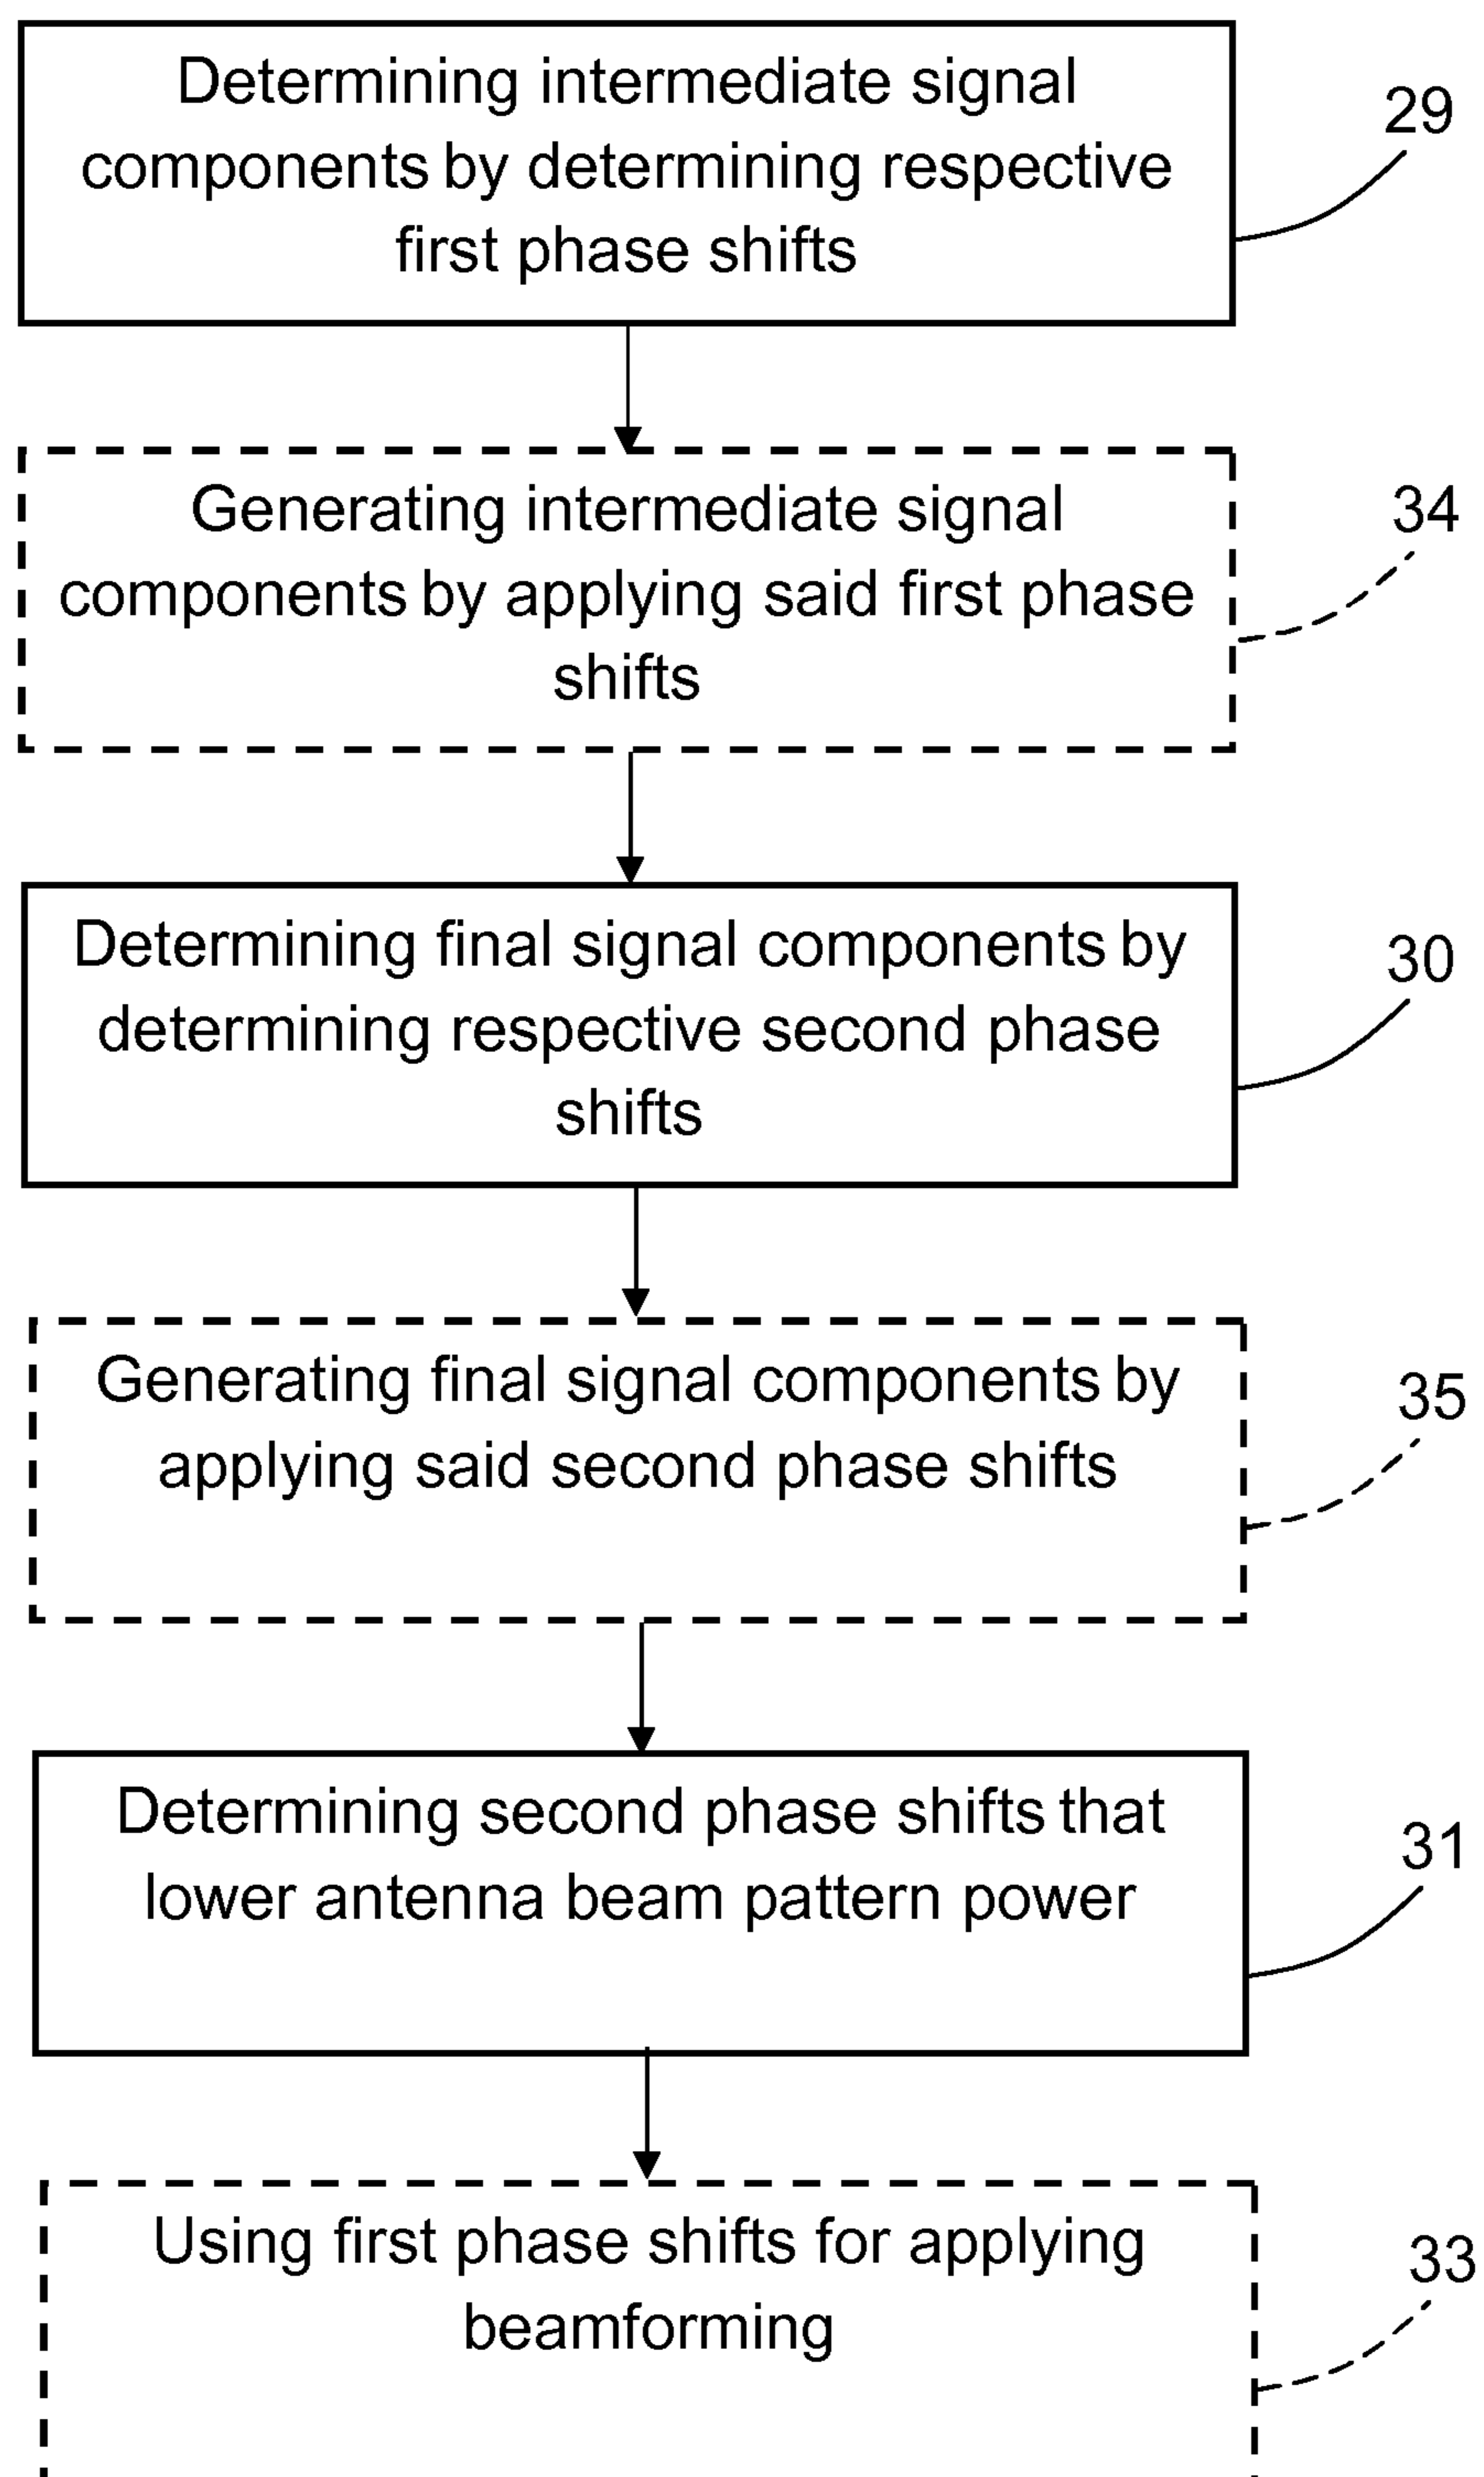 Determining intermediate signal
components by determining respective
first phase shifts
29
Generating intermediate signal
components by applying said first phase
shifts
34
Determining final signal components by
determining respective second phase
shifts
30
Generating final signal components by
applying said second phase shifts
35
Determining second phase shifts that
lower antenna beam pattern power
31
Using first phase shifts for applying
beamforming
33